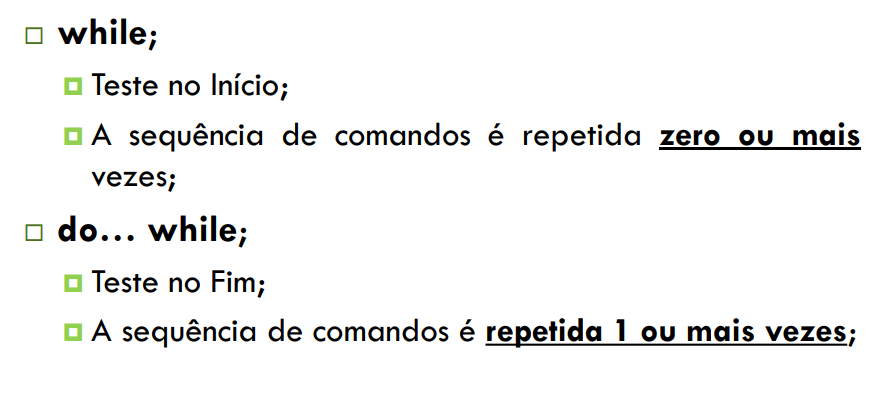 while;
Teste no Início;
A sequência de comandos é repetida zero ou mais
vezes;
do... while;
Teste no Fim;
A sequência de comandos é repetida 1 ou mais vezes;